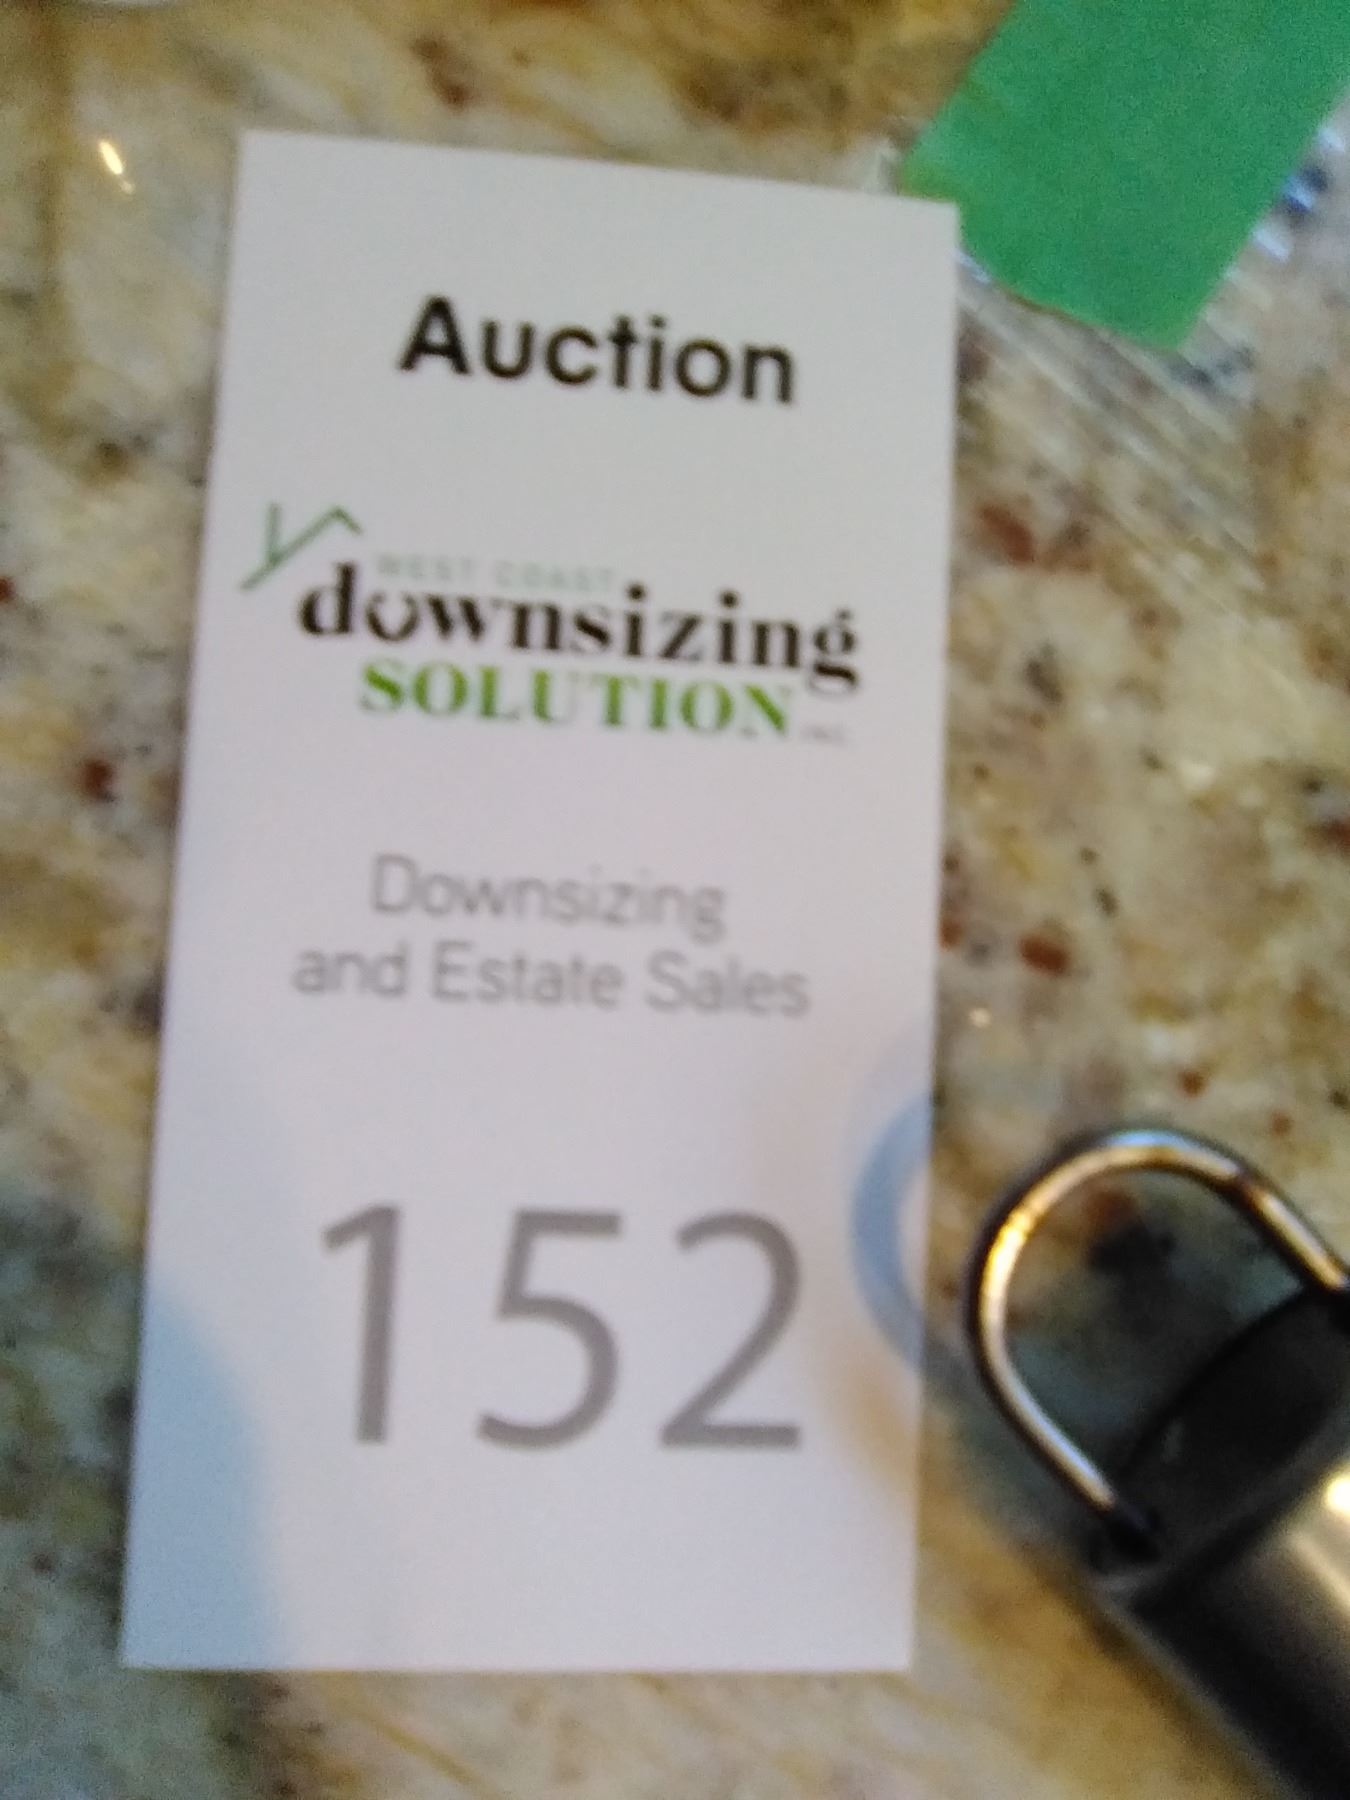 Auction
WEST COAST
downsizing
SOLUTION INC.
Downsizing
and Estate Sales
152